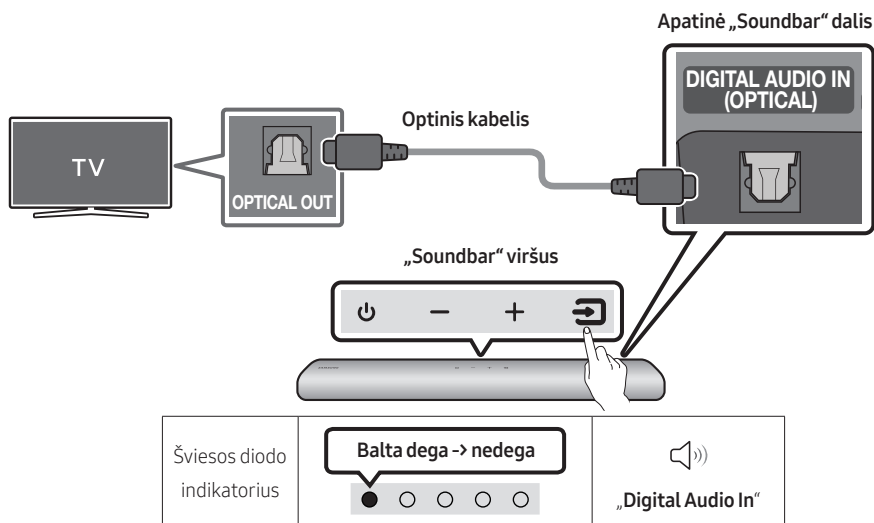 Apatinė „Soundbar“ dalis
DIGITAL AUDIO IN
(OPTICAL)
Optinis kabelis
TV
OPTICAL OUT
„Soundbar“ viršus
Šviesos diodo
indikatorius
Balta dega -> nedega
„Digital Audio In“